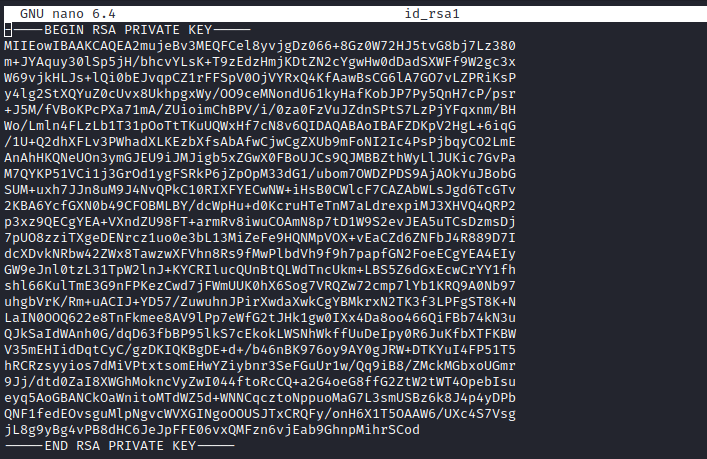 GNU nano 6.4 id_rsa1
-----BEGIN RSA PRIVATE KEY-----
MIIEowIBAAKCAQEA2mujeBv3MEQFCel8yvjgDz066+8Gz0W72HJ5tvG8bj7Lz380
m+JYAquy30lSp5jH/bhcvYLsK+T9zEdzHmjKDtZN2cYgwHw0dDadSXWFf9W2gc3x
W69vjkHLJs+lQi0bEJvqpCZ1rFFSpV0OjVYRxQ4KfAawBsCG6lA7GO7vLZPRiKsP
y4lg2StXQYuZ0cUvx8UkhpgxWy/OO9ceMNondU61kyHafKobJP7Py5QnH7cP/psr
+J5M/fVBoKPcPXa71mA/ZUioimChBPV/i/0za0FzVuJZdnSPtS7LzPjYFqxnm/BH
Wo/Lmln4FLzLb1T31pOoTtTKuUQWxHf7cN8v6QIDAQABAoIBAFZDKpV2HgL+6iqG
/1U+Q2dhXFLv3PWhadXLKEzbXfsAbAfwCjwCgZXUb9mFoNI2Ic4PsPjbqyCO2LmE
AnAhHKQNeUOn3ymGJEU9iJMJigb5xZGwX0FBoUJCs9QJMBBZthWyLlJUKic7GvPa
M7QYKP51VCi1j3GrOd1ygFSRkP6jZpOpM33dG1/ubom7OWDZPDS9AjAOkYuJBobG
SUM+uxh7JJn8uM9J4NvQPkC10RIXFYECwNW+iHsB0CWlcF7CAZAbWLsJgd6TcGTv
2KBA6YcfGXN0b49CFOBMLBY/dcWpHu+d0KcruHTeTnM7aLdrexpiMJ3XHVQ4QRP2
p3xz9QECgYEA+VXndZU98FT+armRv8iwuCOAmN8p7tD1W9S2evJEA5uTCsDzmsDj
7pUO8zziTXgeDENrcz1uo0e3bL13MiZeFe9HQNMpVOX+vEaCZd6ZNFbJ4R889D7I
dcXDvkNRbw42ZWx8TawzwXFVhn8Rs9fMwPlbdVh9f9h7papfGN2FoeECgYEA4EIy
GW9eJnl0tzL31TpW2lnJ+KYCRIlucQUnBtQLWdTncUkm+LBS5Z6dGxEcwCrYY1fh
shl66KulTmE3G9nFPKezCwd7jFWmUUK0hX6Sog7VRQZw72cmp7lYb1KRQ9A0Nb97
uhgbVrK/Rm+uACIJ+YD57/ZuwuhnJPirXwdaXwkCgYBMkrxN2TK3f3LPFgST8K+N
LaIN0OOQ622e8TnFkmee8AV9lPp7eWfG2tJHk1gw0IXx4Da8oo466QiFBb74kN3u
QJkSaIdWAnh0G/dqD63fbBP95lkS7cEkokLWSNhWkffUuDeIpy0R6JuKfbXTFKBW
V35mEHIidDqtCyC/gzDKIQKBgDE+d+/b46nBK976oy9AY0gJRW+DTKYuI4FP51T5
hRCRzsyyios7dMiVPtxtsomEHwYZiybnr3SeFGuUr1w/Qq9iB8/ZMckMGbxoUGmr
9Jj/dtd0ZaI8XWGhMokncVyZwI044ftoRcCQ+a2G4oeG8ffG2ZtW2tWT4OpebIsu
eyq5AoGBANCkOaWnitoMTdWZ5d+WNNCqcztoNppuoMaG7L3smUSBz6k8J4p4yDPb
QNF1fedEOvsguMlpNgvcWVXGINgoOOUSJTxCRQFy/onH6X1T5OAAW6/UXc4S7Vsg
jL8g9yBg4vPB8dHC6JeJpFFE06vxQMFzn6vjEab9GhnpMihrSCod
-----END RSA PRIVATE KEY-----